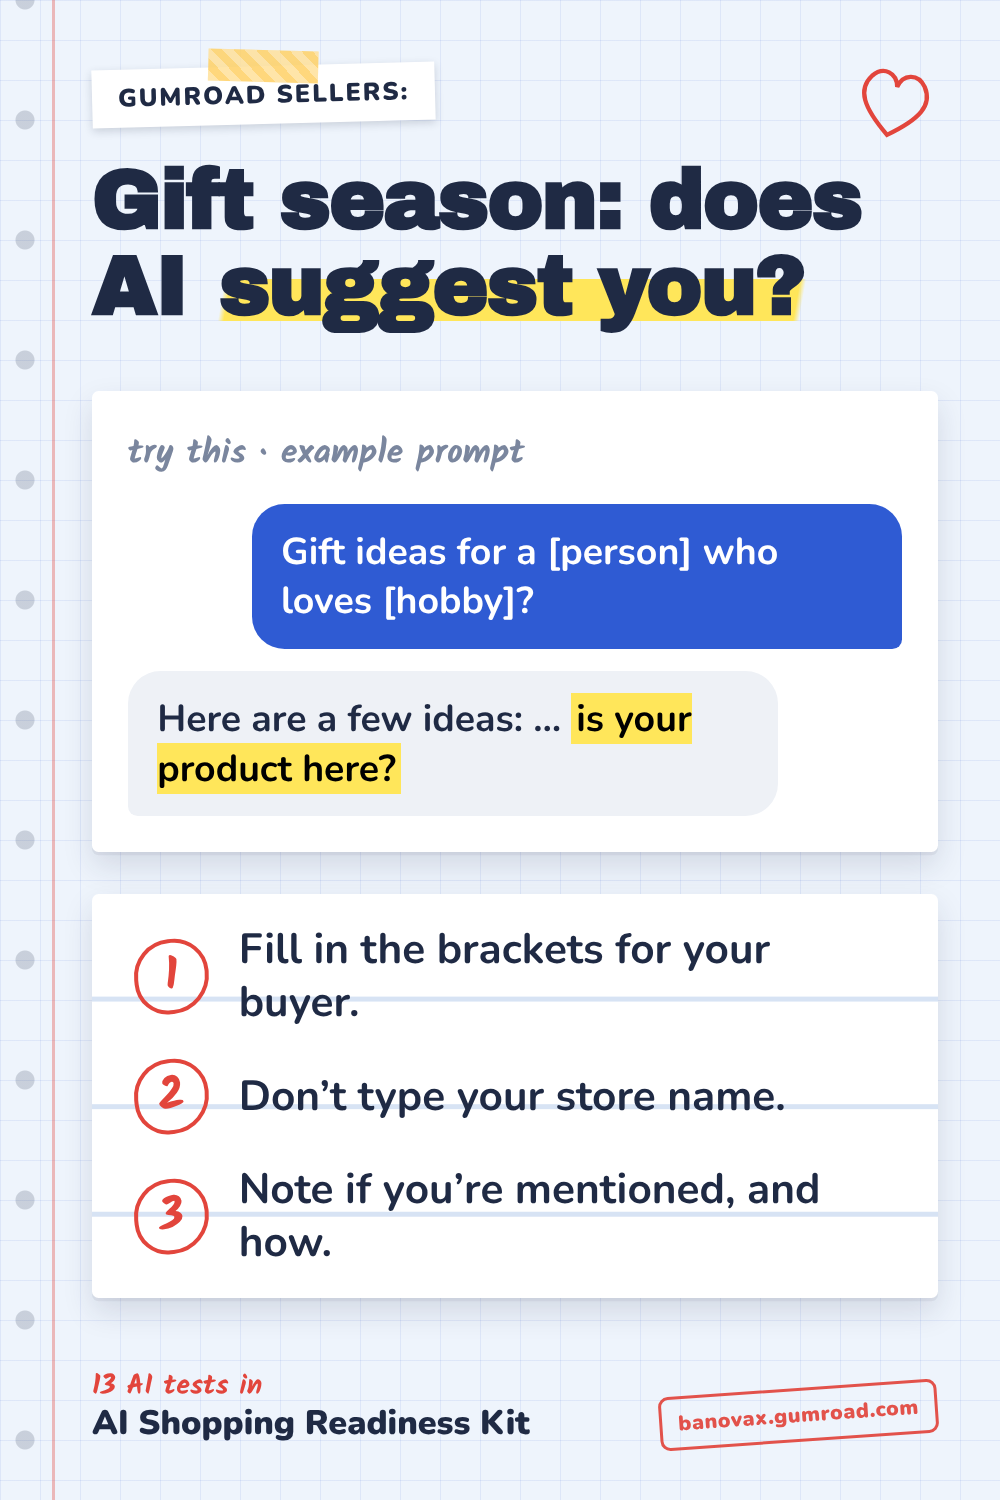 GUMROAD SELLERS:
Gift season: does
AI suggest you?
try this · example prompt
Gift ideas for a [person] who
loves [hobby]?
Here are a few ideas: ... is your
product here?
1
Fill in the brackets for your
buyer.
2
Don’t type your store name.
3
Note if you’re mentioned, and
how.
13 AI tests in
AI Shopping Readiness Kit
banovax.gumroad.com